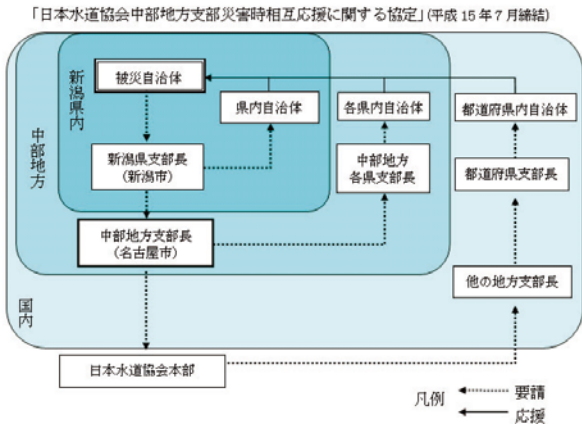 「日本水道協会中部地方支部災害時相互応援に関する協定」(平成15年7月締結)
新潟県内
被災自治体
県内自治体
各県内自治体
都道府県内自治体
中部地方
新潟県支部長
(新潟市)
中部地方
各県支部長
都道府県支部長
中部地方支部長
(名古屋市)
他の地方支部長
国内
日本水道協会本部
凡例
要請
応援